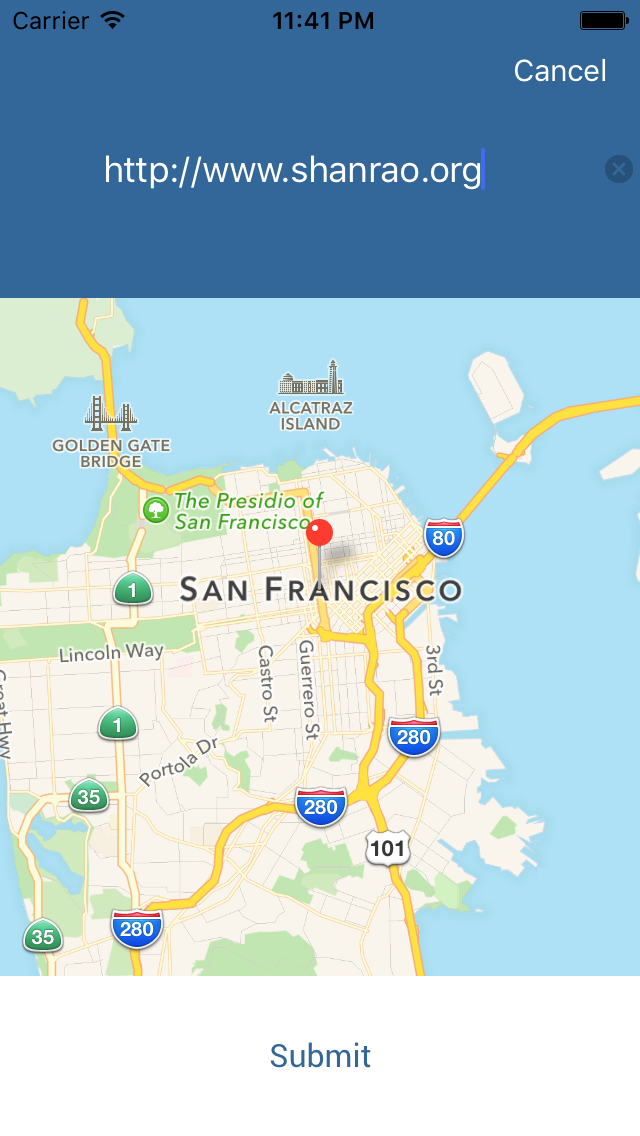 Carrier 11:41 PM
Cancel
http://www.shanrao.org
ALCATRAZ
ISLAND
GOLDEN GATE
BRIDGE
The Presidio of
San Francisco
80
1
SAN FRANCISCO
Lincoln Way
Castro St
Guerrero St
3rd St
Great Hwy
1
280
Portola Dr
35
280
101
280
35
Submit